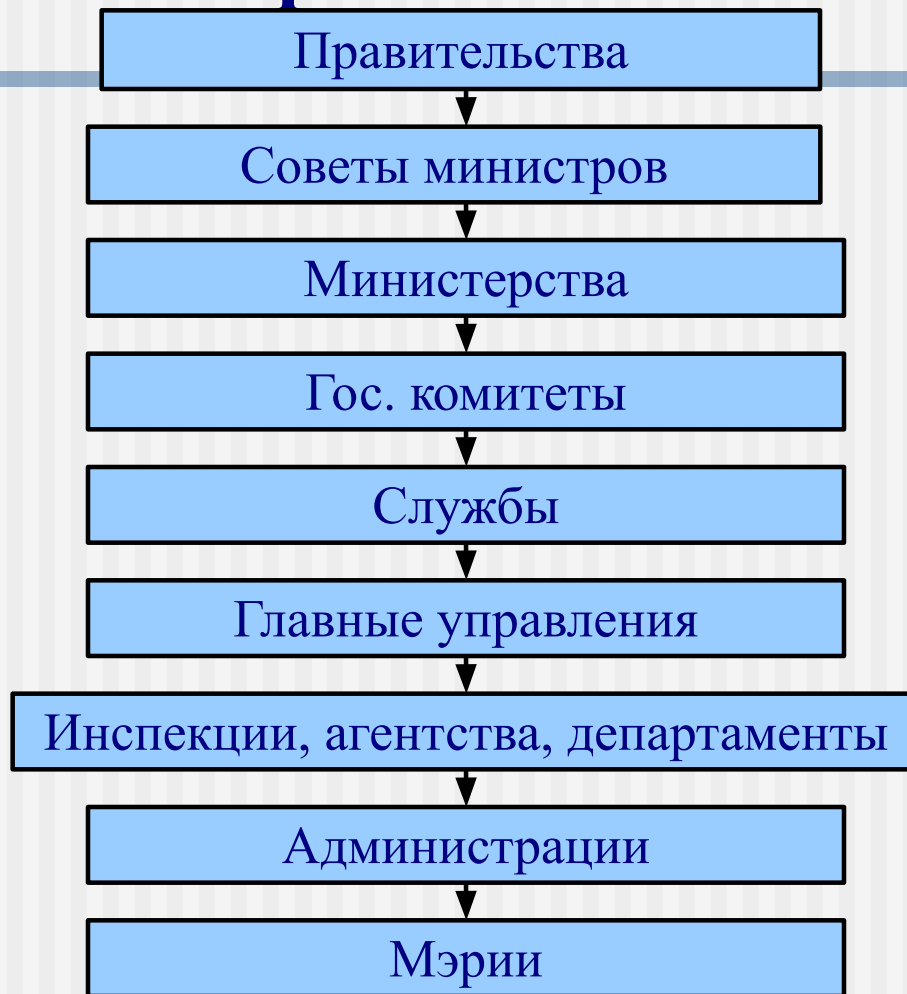 Правительства
Советы министров
Министерства
Гос. комитеты
Службы
Главные управления
Инспекции, агентства, департаменты
Администрации
Мэрии